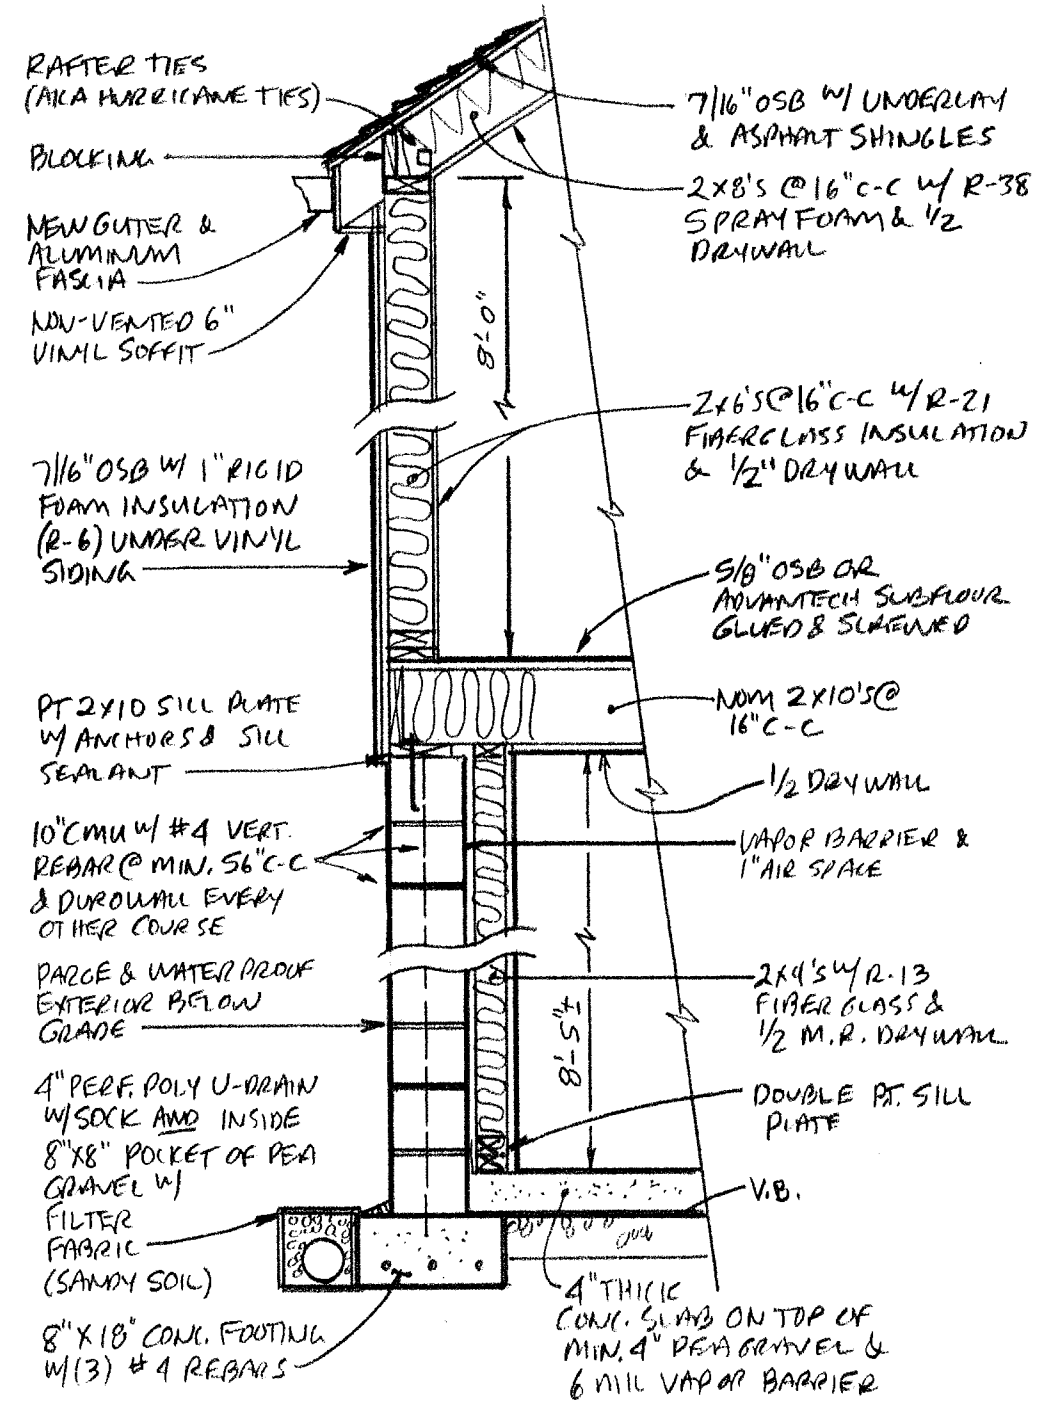 RAFTER TIES
(AKA HURRICANE TIES)
BLOCKING
NEW GUTER &
ALUMINUM
FASCIA
NON-VENTED 6"
VINYL SOFFIT
7/16" OSB W/ 1" RIGID
FOAM INSULATION
(R-6) UNDER VINYL
SIDING
PT 2X10 SILL PLATE
W/ ANCHORS & SILL
SEALANT
10" CMU W/ #4 VERT.
REBAR @ MIN. 56" C-C
& DUROWALL EVERY
OTHER COURSE
PARGE & WATERPROOF
EXTERIOR BELOW
GRADE
4" PERF. POLY U-DRAIN
W/SOCK AND INSIDE
8"X8" POCKET OF PEA
GRAVEL W/
FILTER
FABRIC
(SANDY SOIL)
8" X 18" CONC. FOOTING
W/(3) #4 REBARS
8'-0"
8'-5"±
7/16" OSB W/ UNDERLAY
& ASPHALT SHINGLES
2X8'S @ 16" C-C W/ R-38
SPRAY FOAM & 1/2
DRYWALL
2X6'S @ 16" C-C W/ R-21
FIBERGLASS INSULATION
& 1/2" DRYWALL
5/8" OSB OR
ADVANTECH SUBFLOOR
GLUED & SCREWED
NOM 2X10'S @
16" C-C
1/2 DRYWALL
VAPOR BARRIER &
1" AIR SPACE
2X4'S W/ R-13
FIBERGLASS &
1/2 M.R. DRYWALL
DOUBLE P.T. SILL
PLATE
V.B.
4" THICK
CONC. SLAB ON TOP OF
MIN. 4" PEA GRAVEL &
6 MIL VAPOR BARRIER